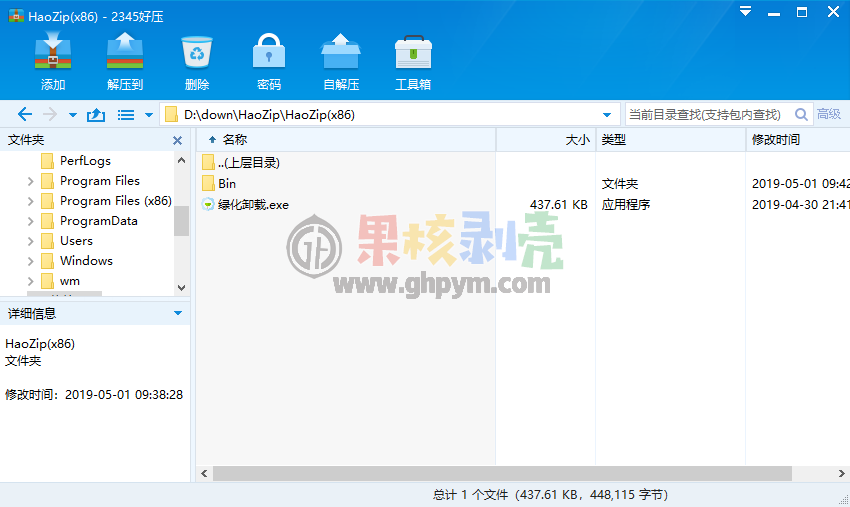 HaoZip(x86) - 2345好压
添加 解压到 删除 密码 自解压 工具箱
D:\down\HaoZip\HaoZip(x86) 当前目录查找(支持包内查找) 高级
文件夹 名称 大小 类型 修改时间
PerfLogs ..(上层目录)
Program Files Bin 文件夹 2019-05-01 09:42
Program Files (x86) 绿化卸载.exe 437.61 KB 应用程序 2019-04-30 21:41
ProgramData
Users
Windows
wm
果核剥壳
www.ghpym.com
详细信息
HaoZip(x86)
文件夹
修改时间：2019-05-01 09:38:28
总计 1 个文件（437.61 KB，448,115 字节）